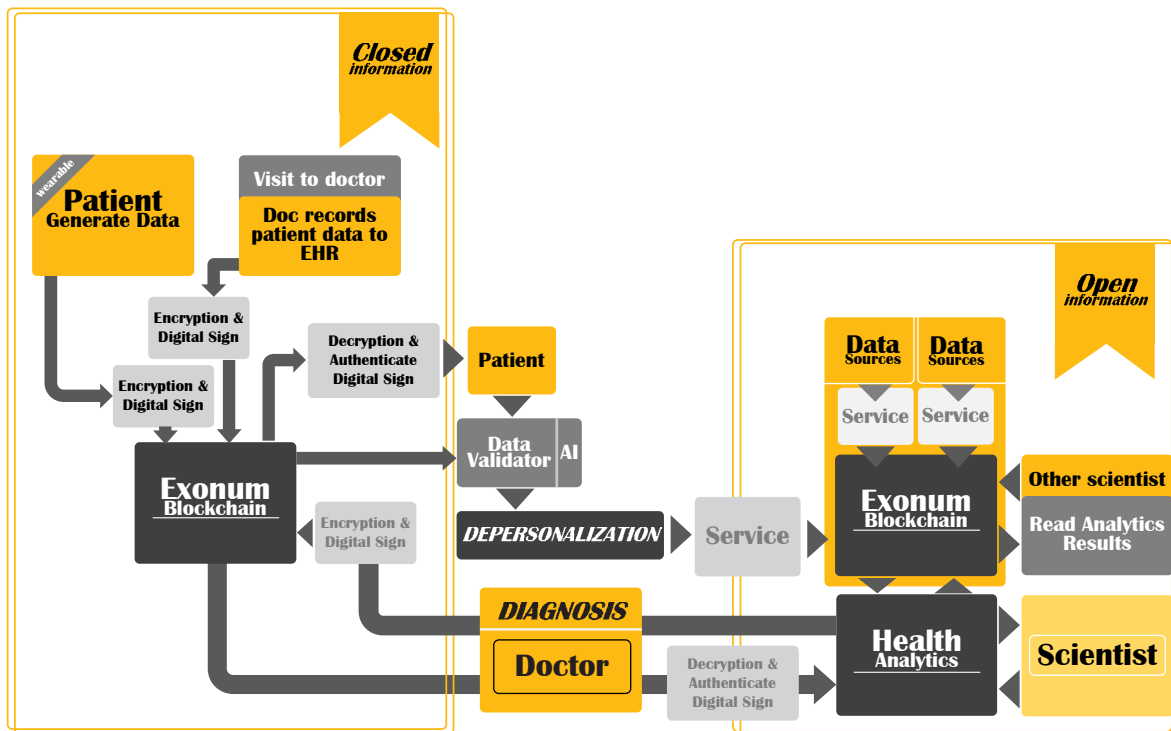 Closed
information
wearable
Patient
Generate Data
Visit to doctor
Doc records
patient data to
EHR
Encryption &
Digital Sign
Encryption &
Digital Sign
Decryption &
Authenticate
Digital Sign
Patient
Data
Validator
AI
Exonum
Blockchain
Encryption &
Digital Sign
DEPERSONALIZATION
Service
DIAGNOSIS
Doctor
Decryption &
Authenticate
Digital Sign
Open
information
Data
Sources
Data
Sources
Service
Service
Exonum
Blockchain
Other scientist
Read Analytics
Results
Health
Analytics
Scientist